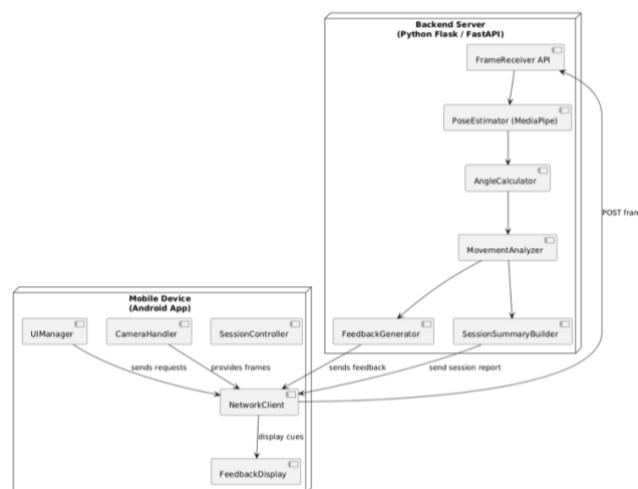 Backend Server
(Python Flask / FastAPI)
FrameReceiver API
PoseEstimator (MediaPipe)
AngleCalculator
POST fram
MovementAnalyzer
Mobile Device
(Android App)
UIManager
CameraHandler
SessionController
FeedbackGenerator
SessionSummaryBuilder
sends requests
provides frames
sends feedback
send session report
NetworkClient
display cues
FeedbackDisplay